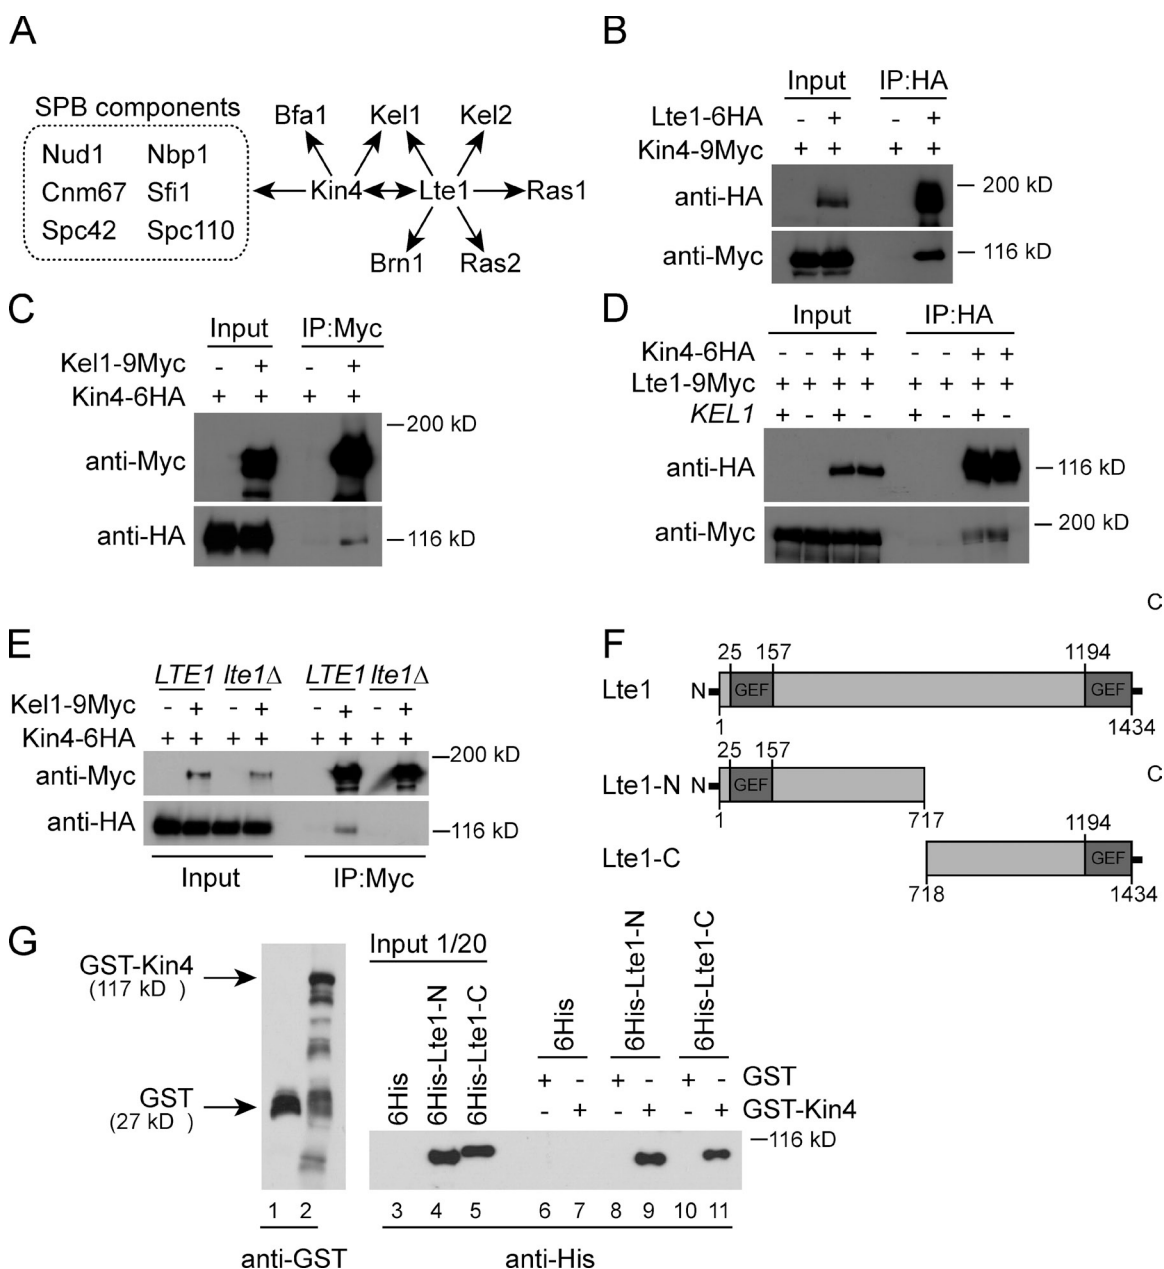 A
SPB components
Nud1 Nbp1
Cnm67 Sfi1
Spc42 Spc110
Bfa1 Kel1 Kel2
Kin4 Lte1 Ras1
Brn1 Ras2
B
Input IP:HA
Lte1-6HA - + - +
Kin4-9Myc + + + +
anti-HA 200 kD
anti-Myc 116 kD
C
Input IP:Myc
Kel1-9Myc - + - +
Kin4-6HA + + + +
anti-Myc 200 kD
anti-HA 116 kD
D
Input IP:HA
Kin4-6HA - - + + - - + +
Lte1-9Myc + + + + + + + +
KEL1 + - + - + - + -
anti-HA 116 kD
anti-Myc 200 kD
C
E
LTE1 lte1Δ LTE1 lte1Δ
Kel1-9Myc - + - + - + - +
Kin4-6HA + + + + + + + +
anti-Myc 200 kD
anti-HA 116 kD
Input IP:Myc
F
25 157 1194
Lte1 N GEF GEF
1 1434
25 157
C
Lte1-N N GEF
1 717
1194
Lte1-C GEF
718 1434
G
GST-Kin4
(117 kD )
GST
(27 kD )
1 2
anti-GST
Input 1/20
6His 6His-Lte1-N 6His-Lte1-C
6His 6His-Lte1-N 6His-Lte1-C
+ - + - + - GST
- + - + - + GST-Kin4
116 kD
3 4 5 6 7 8 9 10 11
anti-His